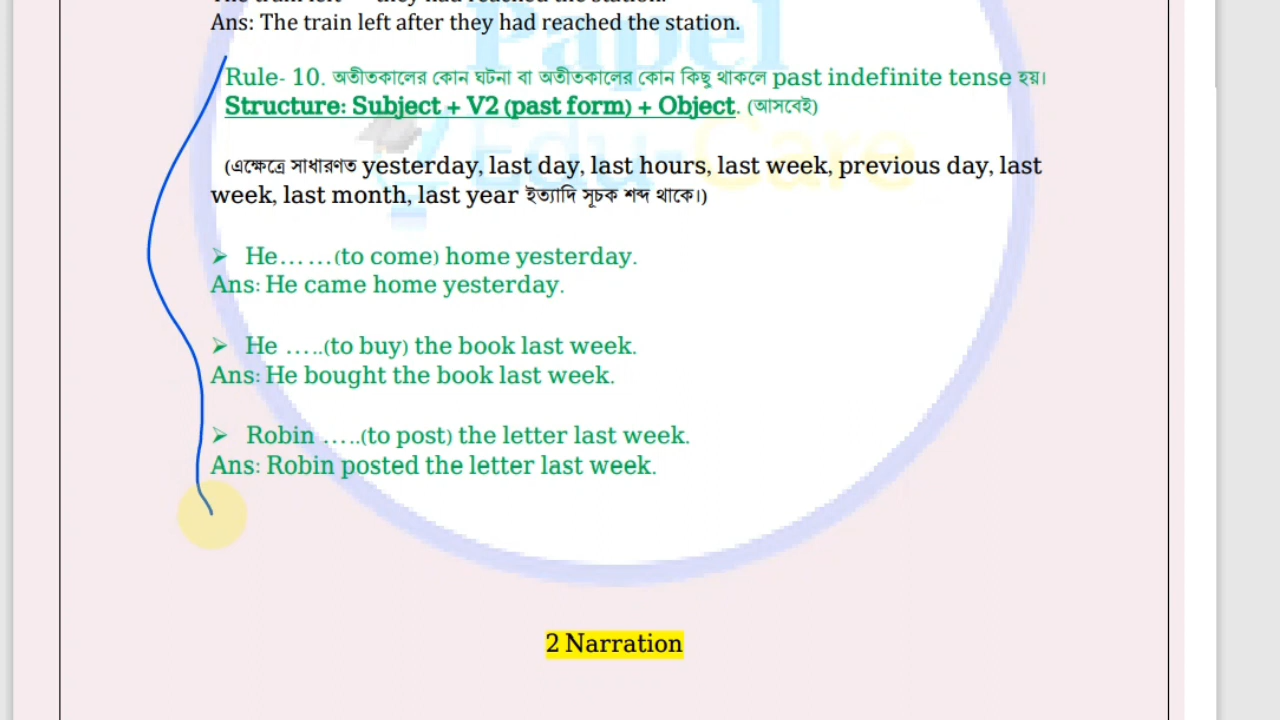 Ans: The train left after they had reached the station.
Rule- 10. অতীতকালের কোন ঘটনা বা অতীতকালের কোন কিছু থাকলে past indefinite tense হয়।
Structure: Subject + V2 (past form) + Object. (আসবেই)
(এক্ষেত্রে সাধারণত yesterday, last day, last hours, last week, previous day, last
week, last month, last year ইত্যাদি সূচক শব্দ থাকে।)
➢ He……(to come) home yesterday.
Ans: He came home yesterday.
➢ He …..(to buy) the book last week.
Ans: He bought the book last week.
➢ Robin …..(to post) the letter last week.
Ans: Robin posted the letter last week.
2 Narration
Papel
Edu-Care